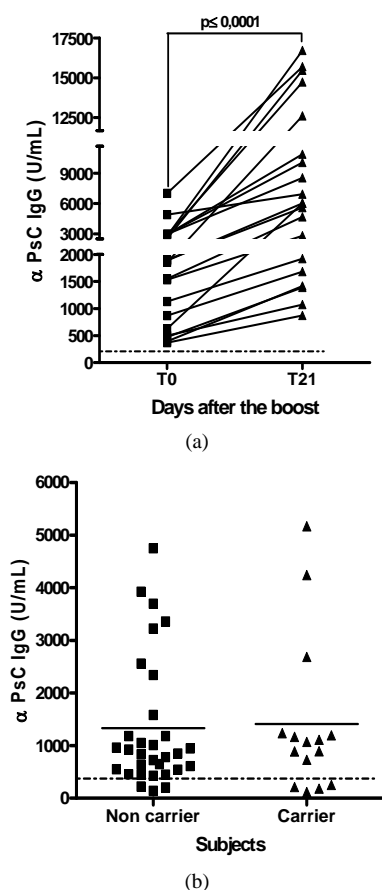 p≤ 0,0001
17500
15000
12500
9000
6000
3000
2000
1500
1000
500
0
α PsC IgG (U/mL)
T0 T21
Days after the boost
(a)
6000
5000
4000
3000
2000
1000
0
α PsC IgG (U/mL)
Non carrier Carrier
Subjects
(b)